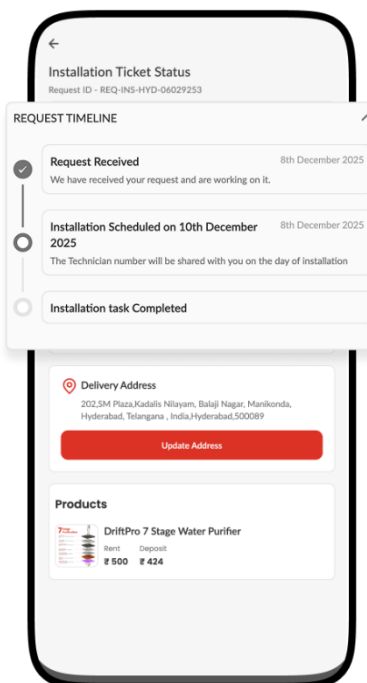 Installation Ticket Status
Request ID - REQ-INS-HYD-06029253
REQUEST TIMELINE
Request Received 8th December 2025
We have received your request and are working on it.
Installation Scheduled on 10th December 8th December 2025
2025
The Technician number will be shared with you on the day of installation
Installation task Completed
Delivery Address
202,SM Plaza,Kadalis Nilayam, Balaji Nagar, Manikonda,
Hyderabad, Telangana , India,Hyderabad,500089
Update Address
Products
DriftPro 7 Stage Water Purifier
Rent Deposit
₹ 500 ₹ 424